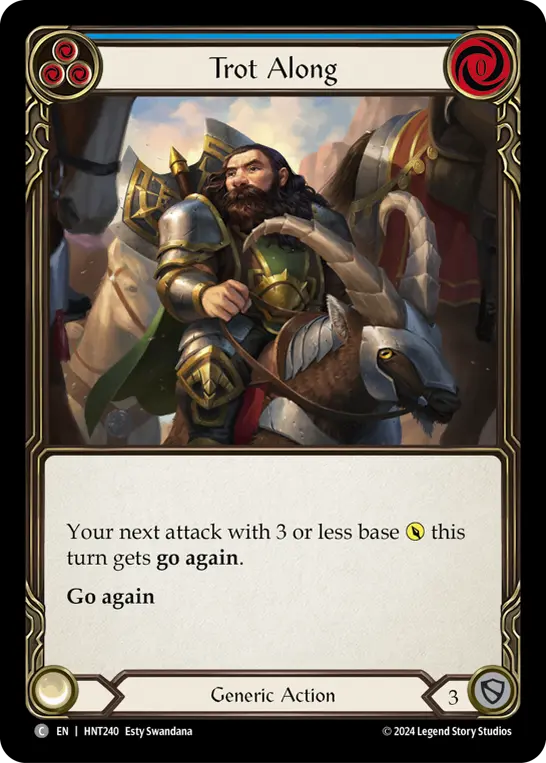 Trot Along
0
Your next attack with 3 or less base this
turn gets go again.
Go again
Generic Action
3
C EN | HNT240 Esty Swandana
© 2024 Legend Story Studios